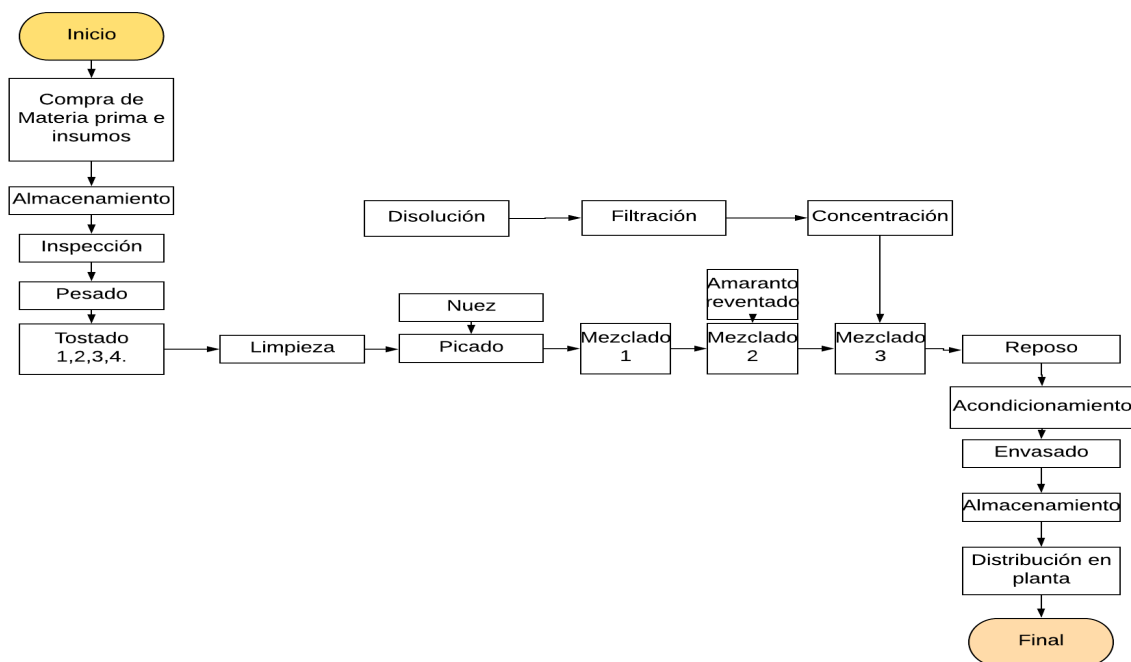 Inicio
Compra de
Materia prima e
insumos
Almacenamiento
Inspección
Pesado
Tostado
1,2,3,4.
Limpieza
Nuez
Picado
Mezclado
1
Amaranto
reventado
Mezclado
2
Disolución
Filtración
Concentración
Mezclado
3
Reposo
Acondicionamiento
Envasado
Almacenamiento
Distribución en
planta
Final